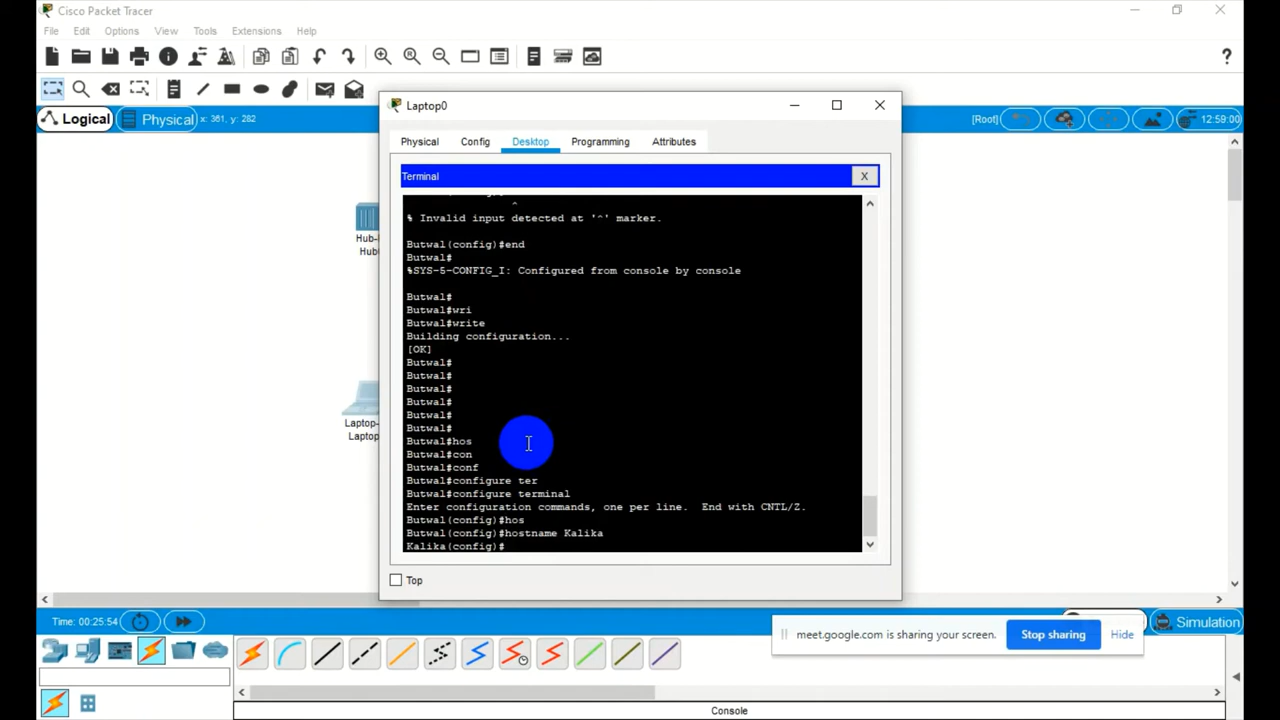 Cisco Packet Tracer
File Edit Options View Tools Extensions Help
?
Logical Physical x: 361, y: 282 [Root] 12:59:00
Laptop0
Physical Config Desktop Programming Attributes
Terminal X
^
% Invalid input detected at '^' marker.
Butwal(config)#end
Butwal#
%SYS-5-CONFIG_I: Configured from console by console
Butwal#
Butwal#wri
Butwal#write
Building configuration...
[OK]
Butwal#
Butwal#
Butwal#
Butwal#
Butwal#
Butwal#
Butwal#hos
Butwal#con
Butwal#conf
Butwal#configure ter
Butwal#configure terminal
Enter configuration commands, one per line. End with CNTL/Z.
Butwal(config)#hos
Butwal(config)#hostname Kalika
Kalika(config)#
Top
Hub-
Hub
Laptop-
Laptop
Time: 00:25:54 Simulation
meet.google.com is sharing your screen. Stop sharing Hide
Console